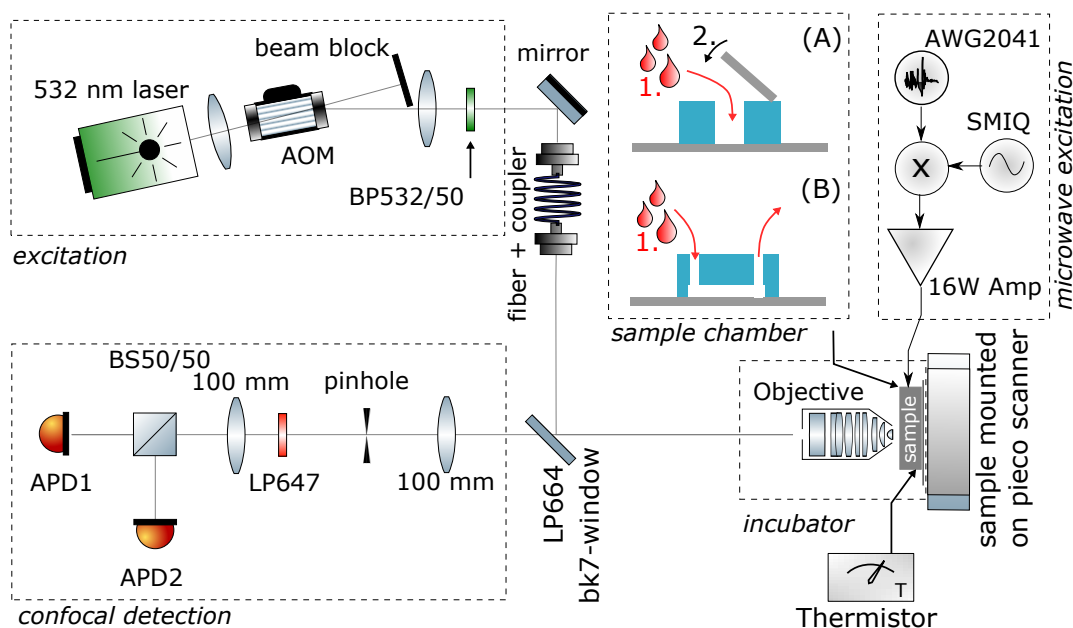 beam block
532 nm laser
AOM
BP532/50
excitation
mirror
fiber + coupler
(A)
2.
1.
(B)
1.
sample chamber
AWG2041
SMIQ
X
16W Amp
microwave excitation
BS50/50
100 mm
pinhole
APD1
LP647
100 mm
APD2
confocal detection
LP664
bk7-window
Objective
sample
incubator
sample mounted
on pieco scanner
T
Thermistor